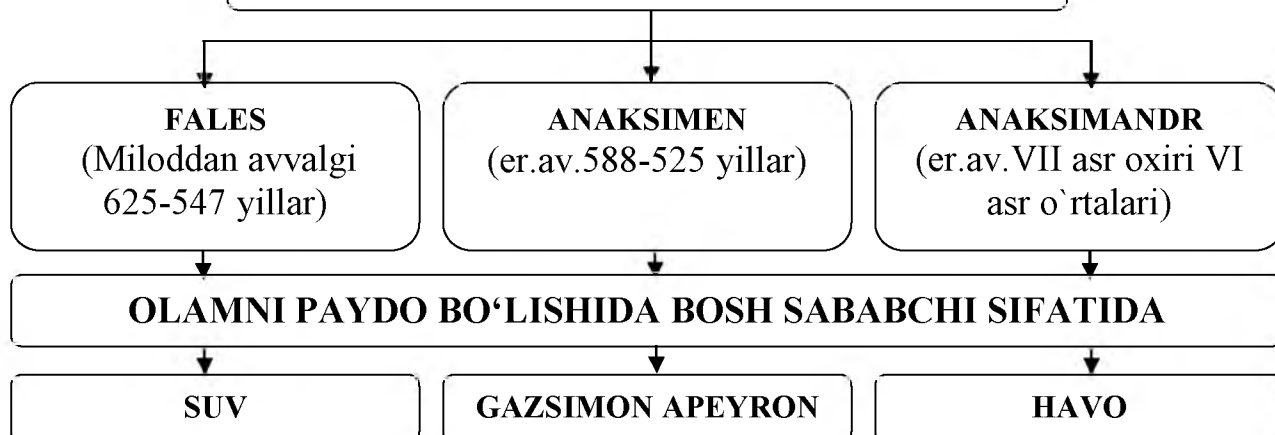 FALES
(Miloddan avvalgi
625-547 yillar)
ANAKSIMEN
(er.av.588-525 yillar)
ANAKSIMANDR
(er.av.VII asr oxiri VI
asr o`rtalari)
OLAMNI PAYDO BO‘LISHIDA BOSH SABABCHI SIFATIDA
SUV
GAZSIMON APEYRON
HAVO